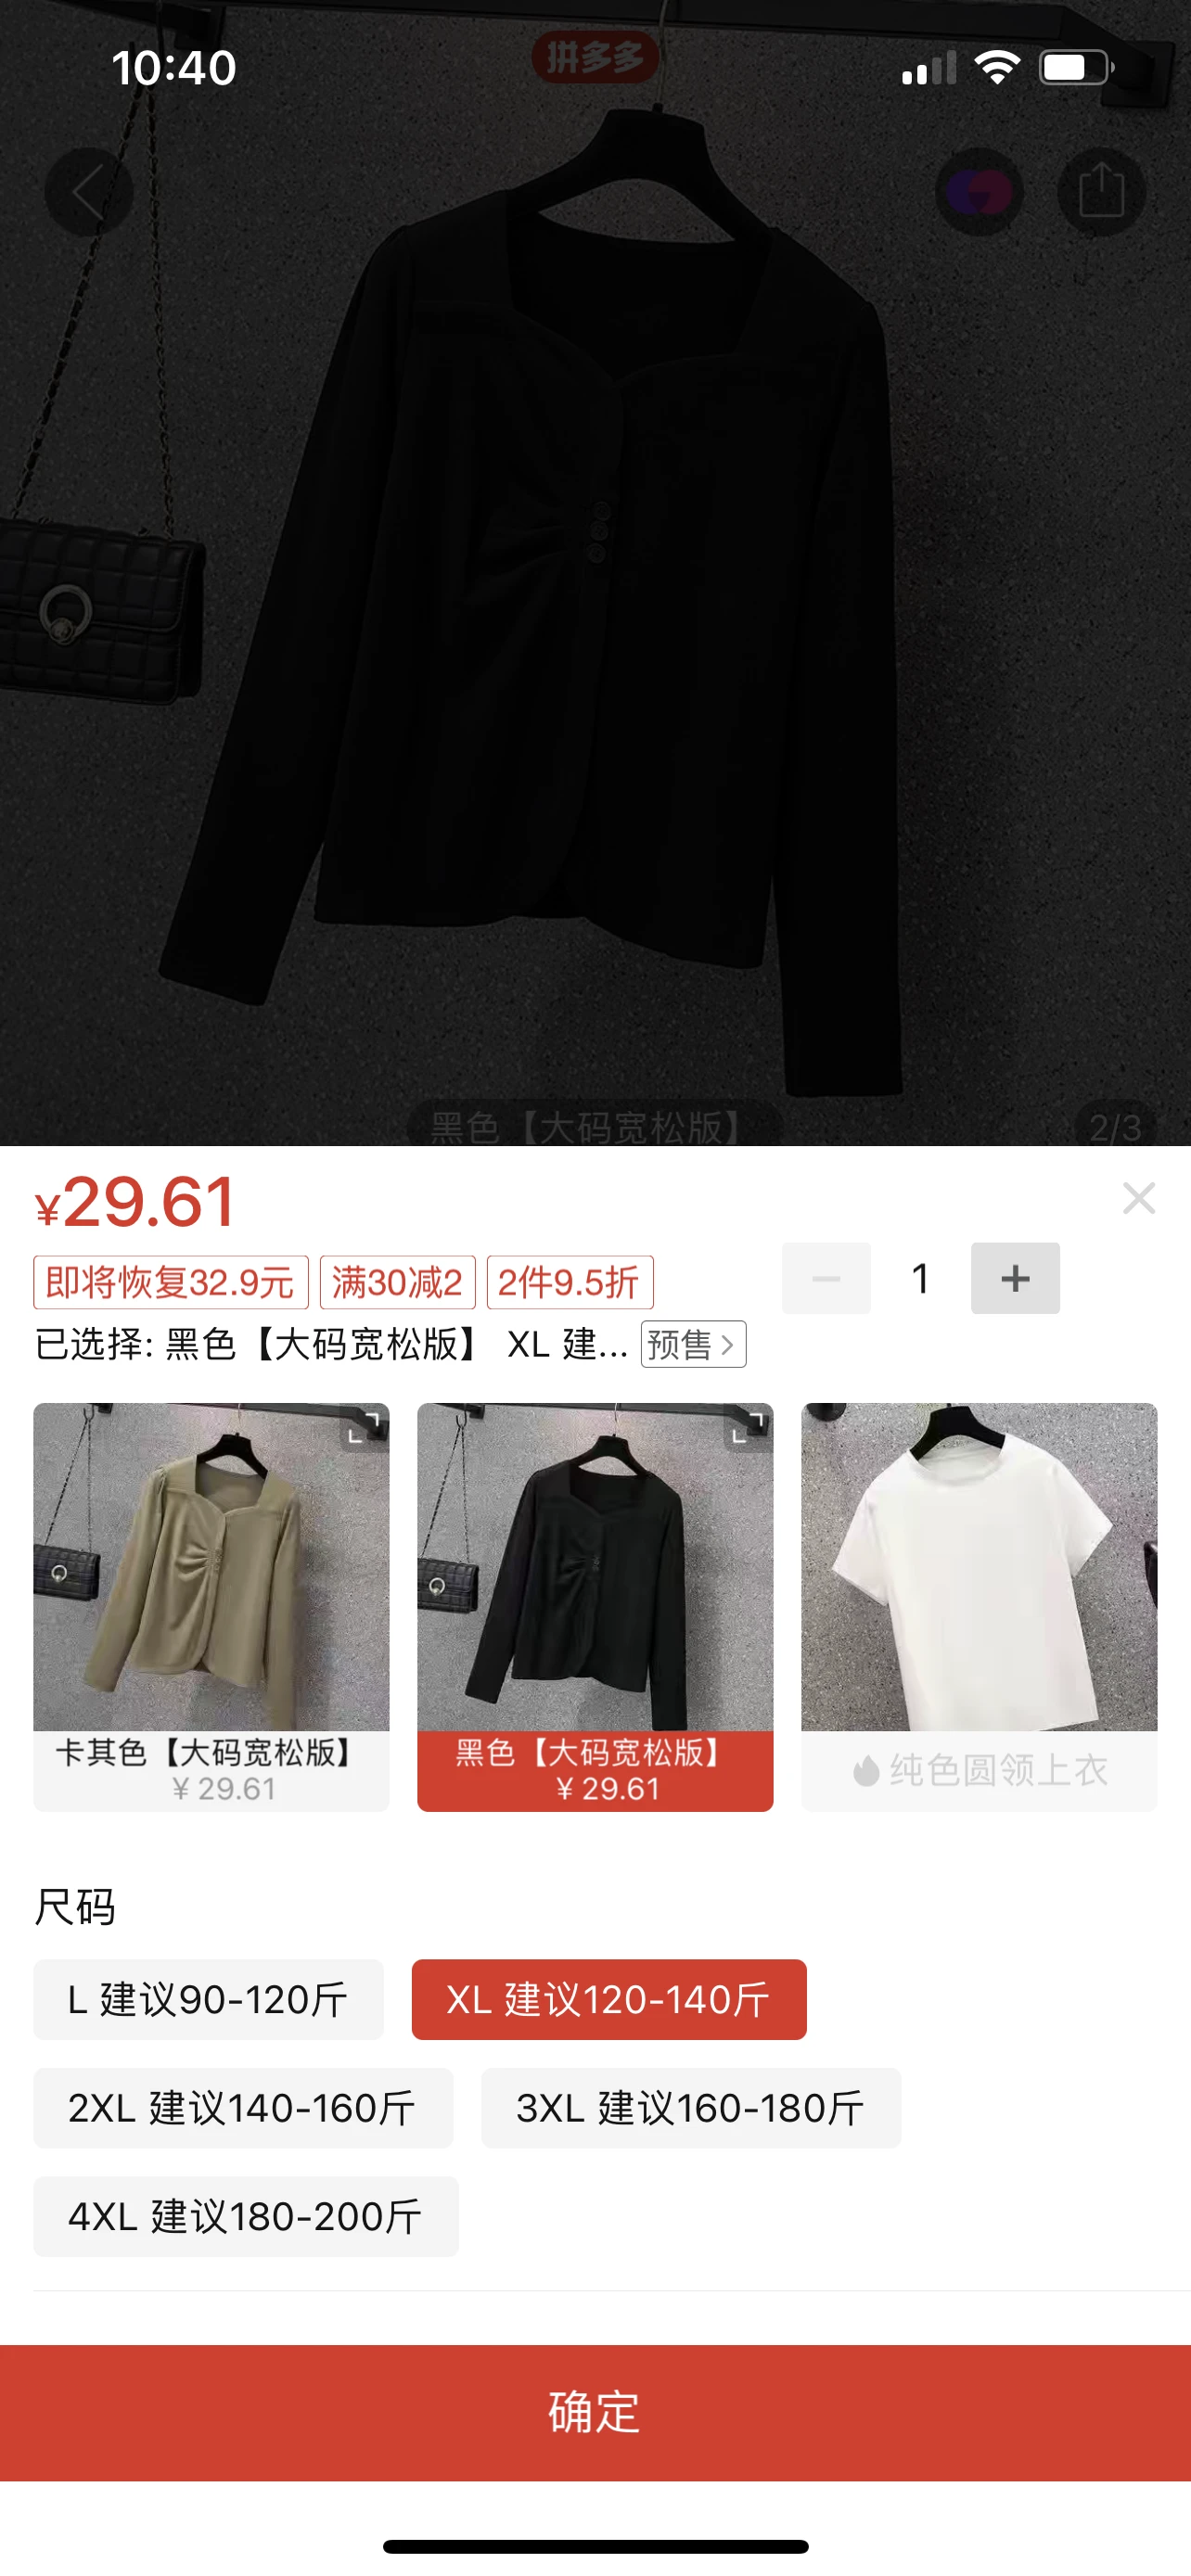 10:40
拼多多
黑色【大码宽松版】
2/3
¥29.61
即将恢复32.9元 满30减2 2件9.5折
1
已选择: 黑色【大码宽松版】 XL 建... 预售
卡其色【大码宽松版】
¥ 29.61
黑色【大码宽松版】
¥ 29.61
纯色圆领上衣
尺码
L 建议90-120斤
XL 建议120-140斤
2XL 建议140-160斤
3XL 建议160-180斤
4XL 建议180-200斤
确定